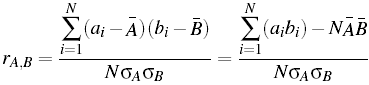 r_{A,B} = \frac{\sum_{i=1}^{N} (a_i - \bar{A})(b_i - \bar{B})}{N\sigma_A\sigma_B} = \frac{\sum_{i=1}^{N} (a_i b_i) - N\bar{A}\bar{B}}{N\sigma_A\sigma_B}